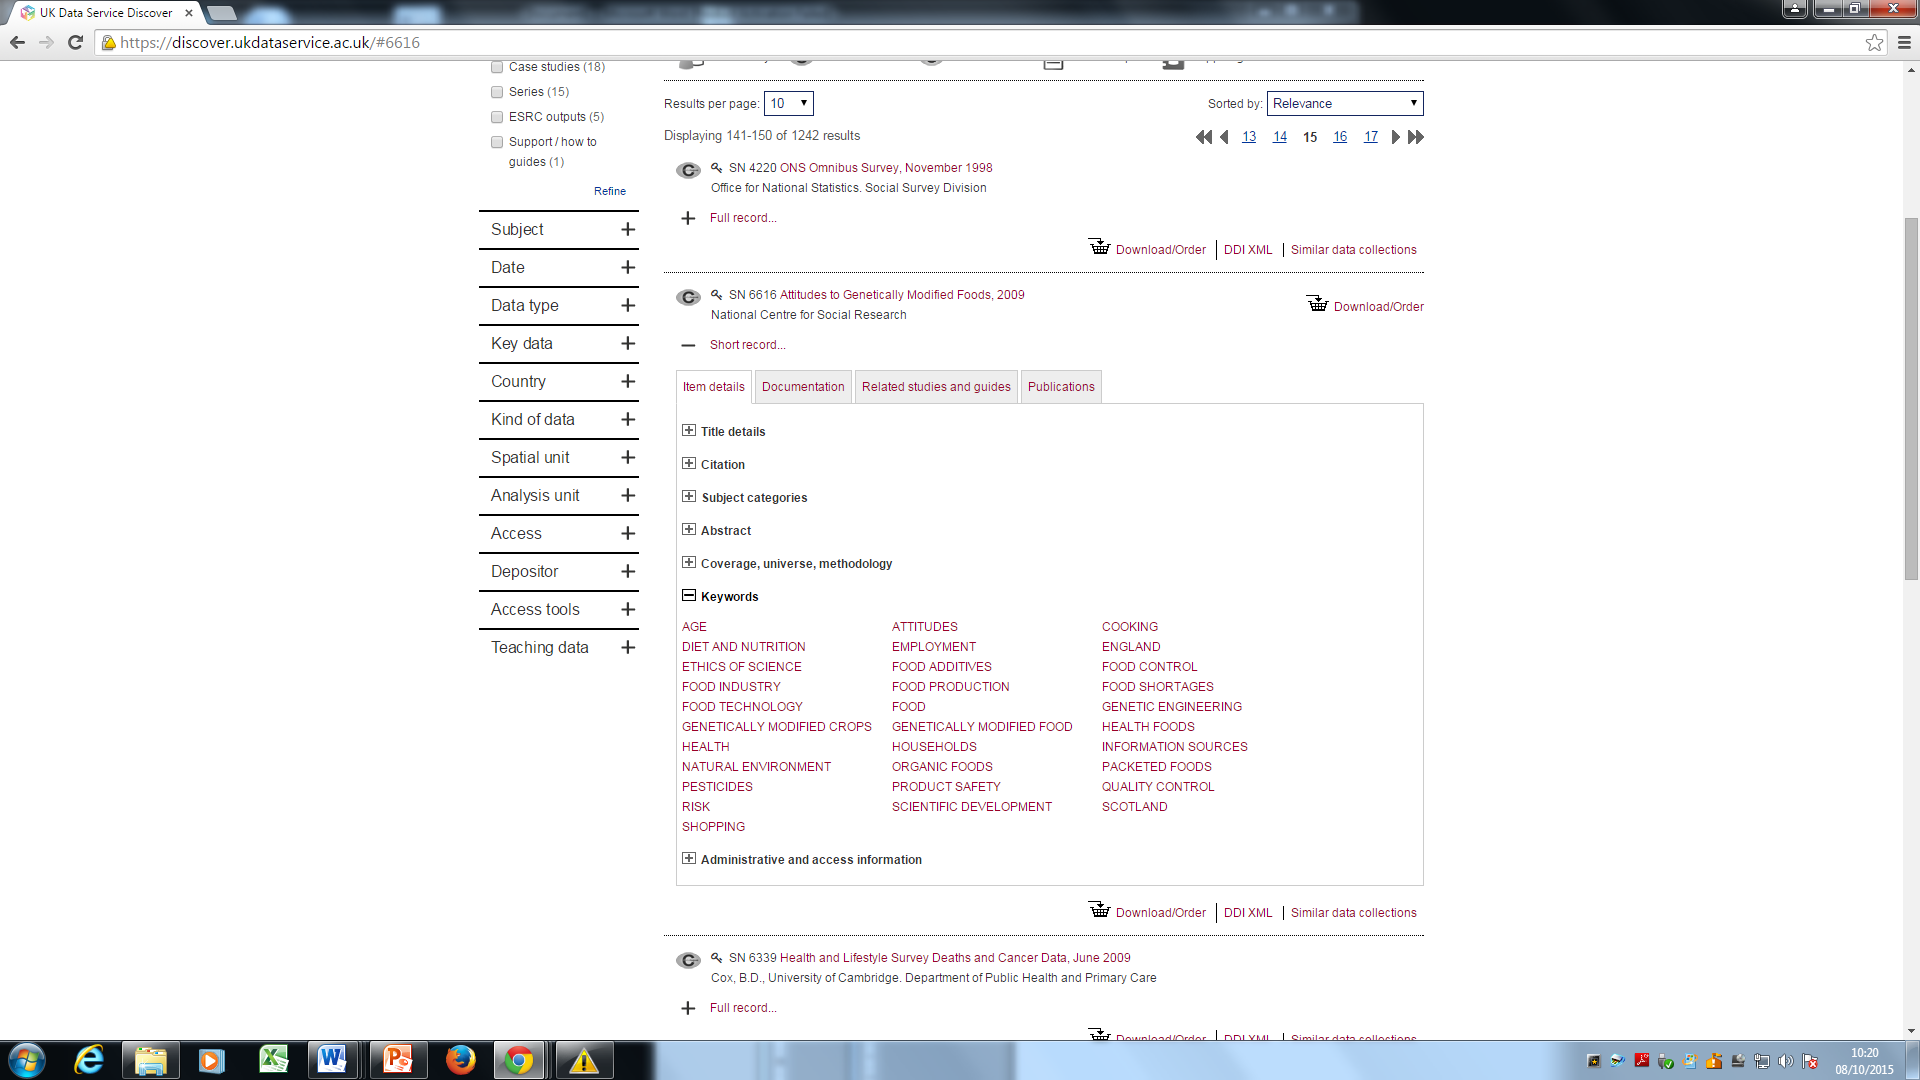 UK Data Service Discover
https://discover.ukdataservice.ac.uk/#6616
Case studies (18)
Series (15)
ESRC outputs (5)
Support / how to
guides (1)
Refine
Subject
Date
Data type
Key data
Country
Kind of data
Spatial unit
Analysis unit
Access
Depositor
Access tools
Teaching data
Results per page: 10
Sorted by: Relevance
Displaying 141-150 of 1242 results
13 14 15 16 17
SN 4220 ONS Omnibus Survey, November 1998
Office for National Statistics. Social Survey Division
Full record...
Download/Order DDI XML Similar data collections
SN 6616 Attitudes to Genetically Modified Foods, 2009
National Centre for Social Research
Download/Order
Short record...
Item details Documentation Related studies and guides Publications
Title details
Citation
Subject categories
Abstract
Coverage, universe, methodology
Keywords
AGE ATTITUDES COOKING
DIET AND NUTRITION EMPLOYMENT ENGLAND
ETHICS OF SCIENCE FOOD ADDITIVES FOOD CONTROL
FOOD INDUSTRY FOOD PRODUCTION FOOD SHORTAGES
FOOD TECHNOLOGY FOOD GENETIC ENGINEERING
GENETICALLY MODIFIED CROPS GENETICALLY MODIFIED FOOD HEALTH FOODS
HEALTH HOUSEHOLDS INFORMATION SOURCES
NATURAL ENVIRONMENT ORGANIC FOODS PACKETED FOODS
PESTICIDES PRODUCT SAFETY QUALITY CONTROL
RISK SCIENTIFIC DEVELOPMENT SCOTLAND
SHOPPING
Administrative and access information
Download/Order DDI XML Similar data collections
SN 6339 Health and Lifestyle Survey Deaths and Cancer Data, June 2009
Cox, B.D., University of Cambridge. Department of Public Health and Primary Care
Full record...
Download/Order DDI XML Similar data collections
10:20
08/10/2015